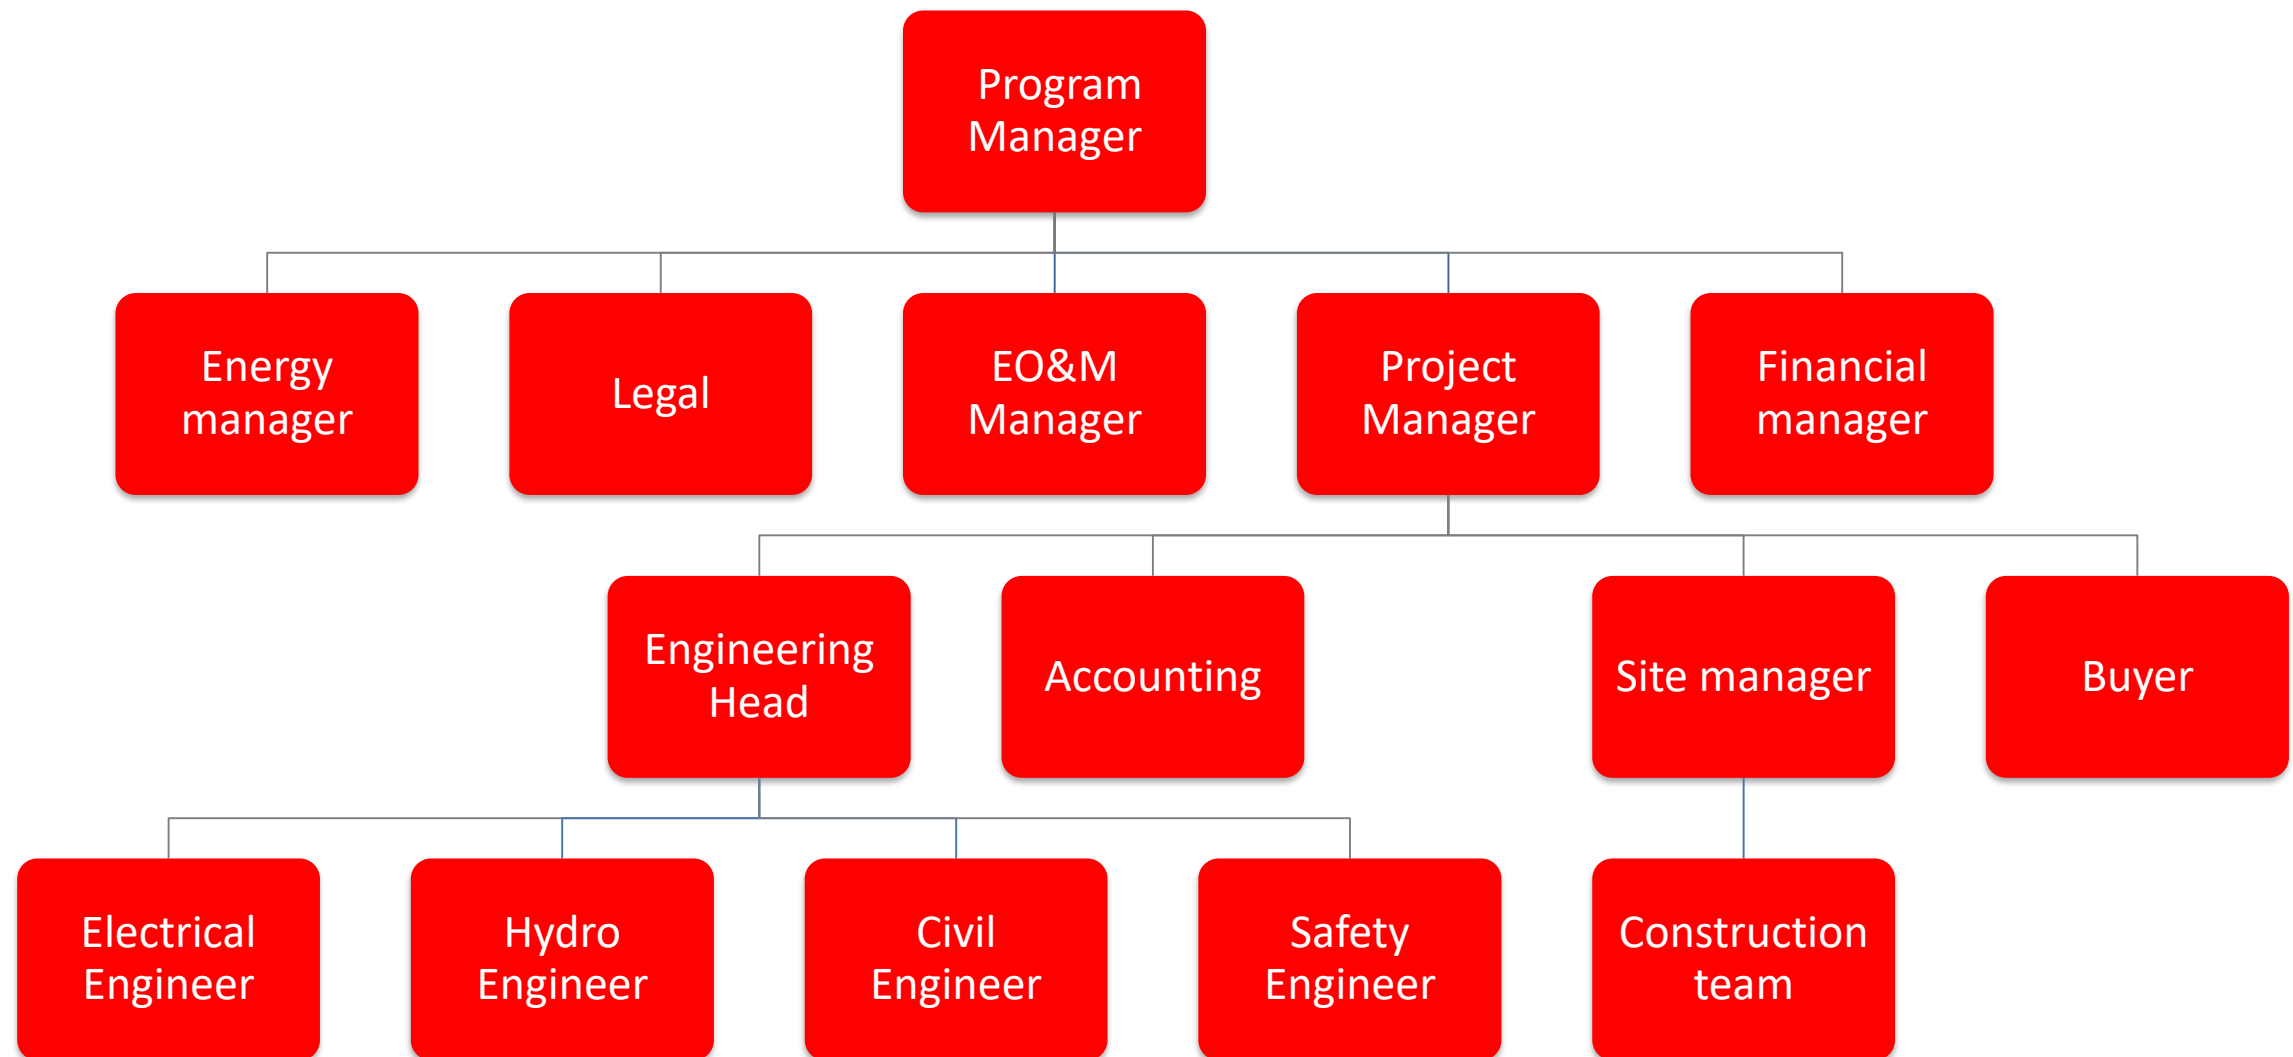 Program
Manager
Energy
manager
Legal
EO&M
Manager
Project
Manager
Financial
manager
Engineering
Head
Accounting
Site manager
Buyer
Electrical
Engineer
Hydro
Engineer
Civil
Engineer
Safety
Engineer
Construction
team